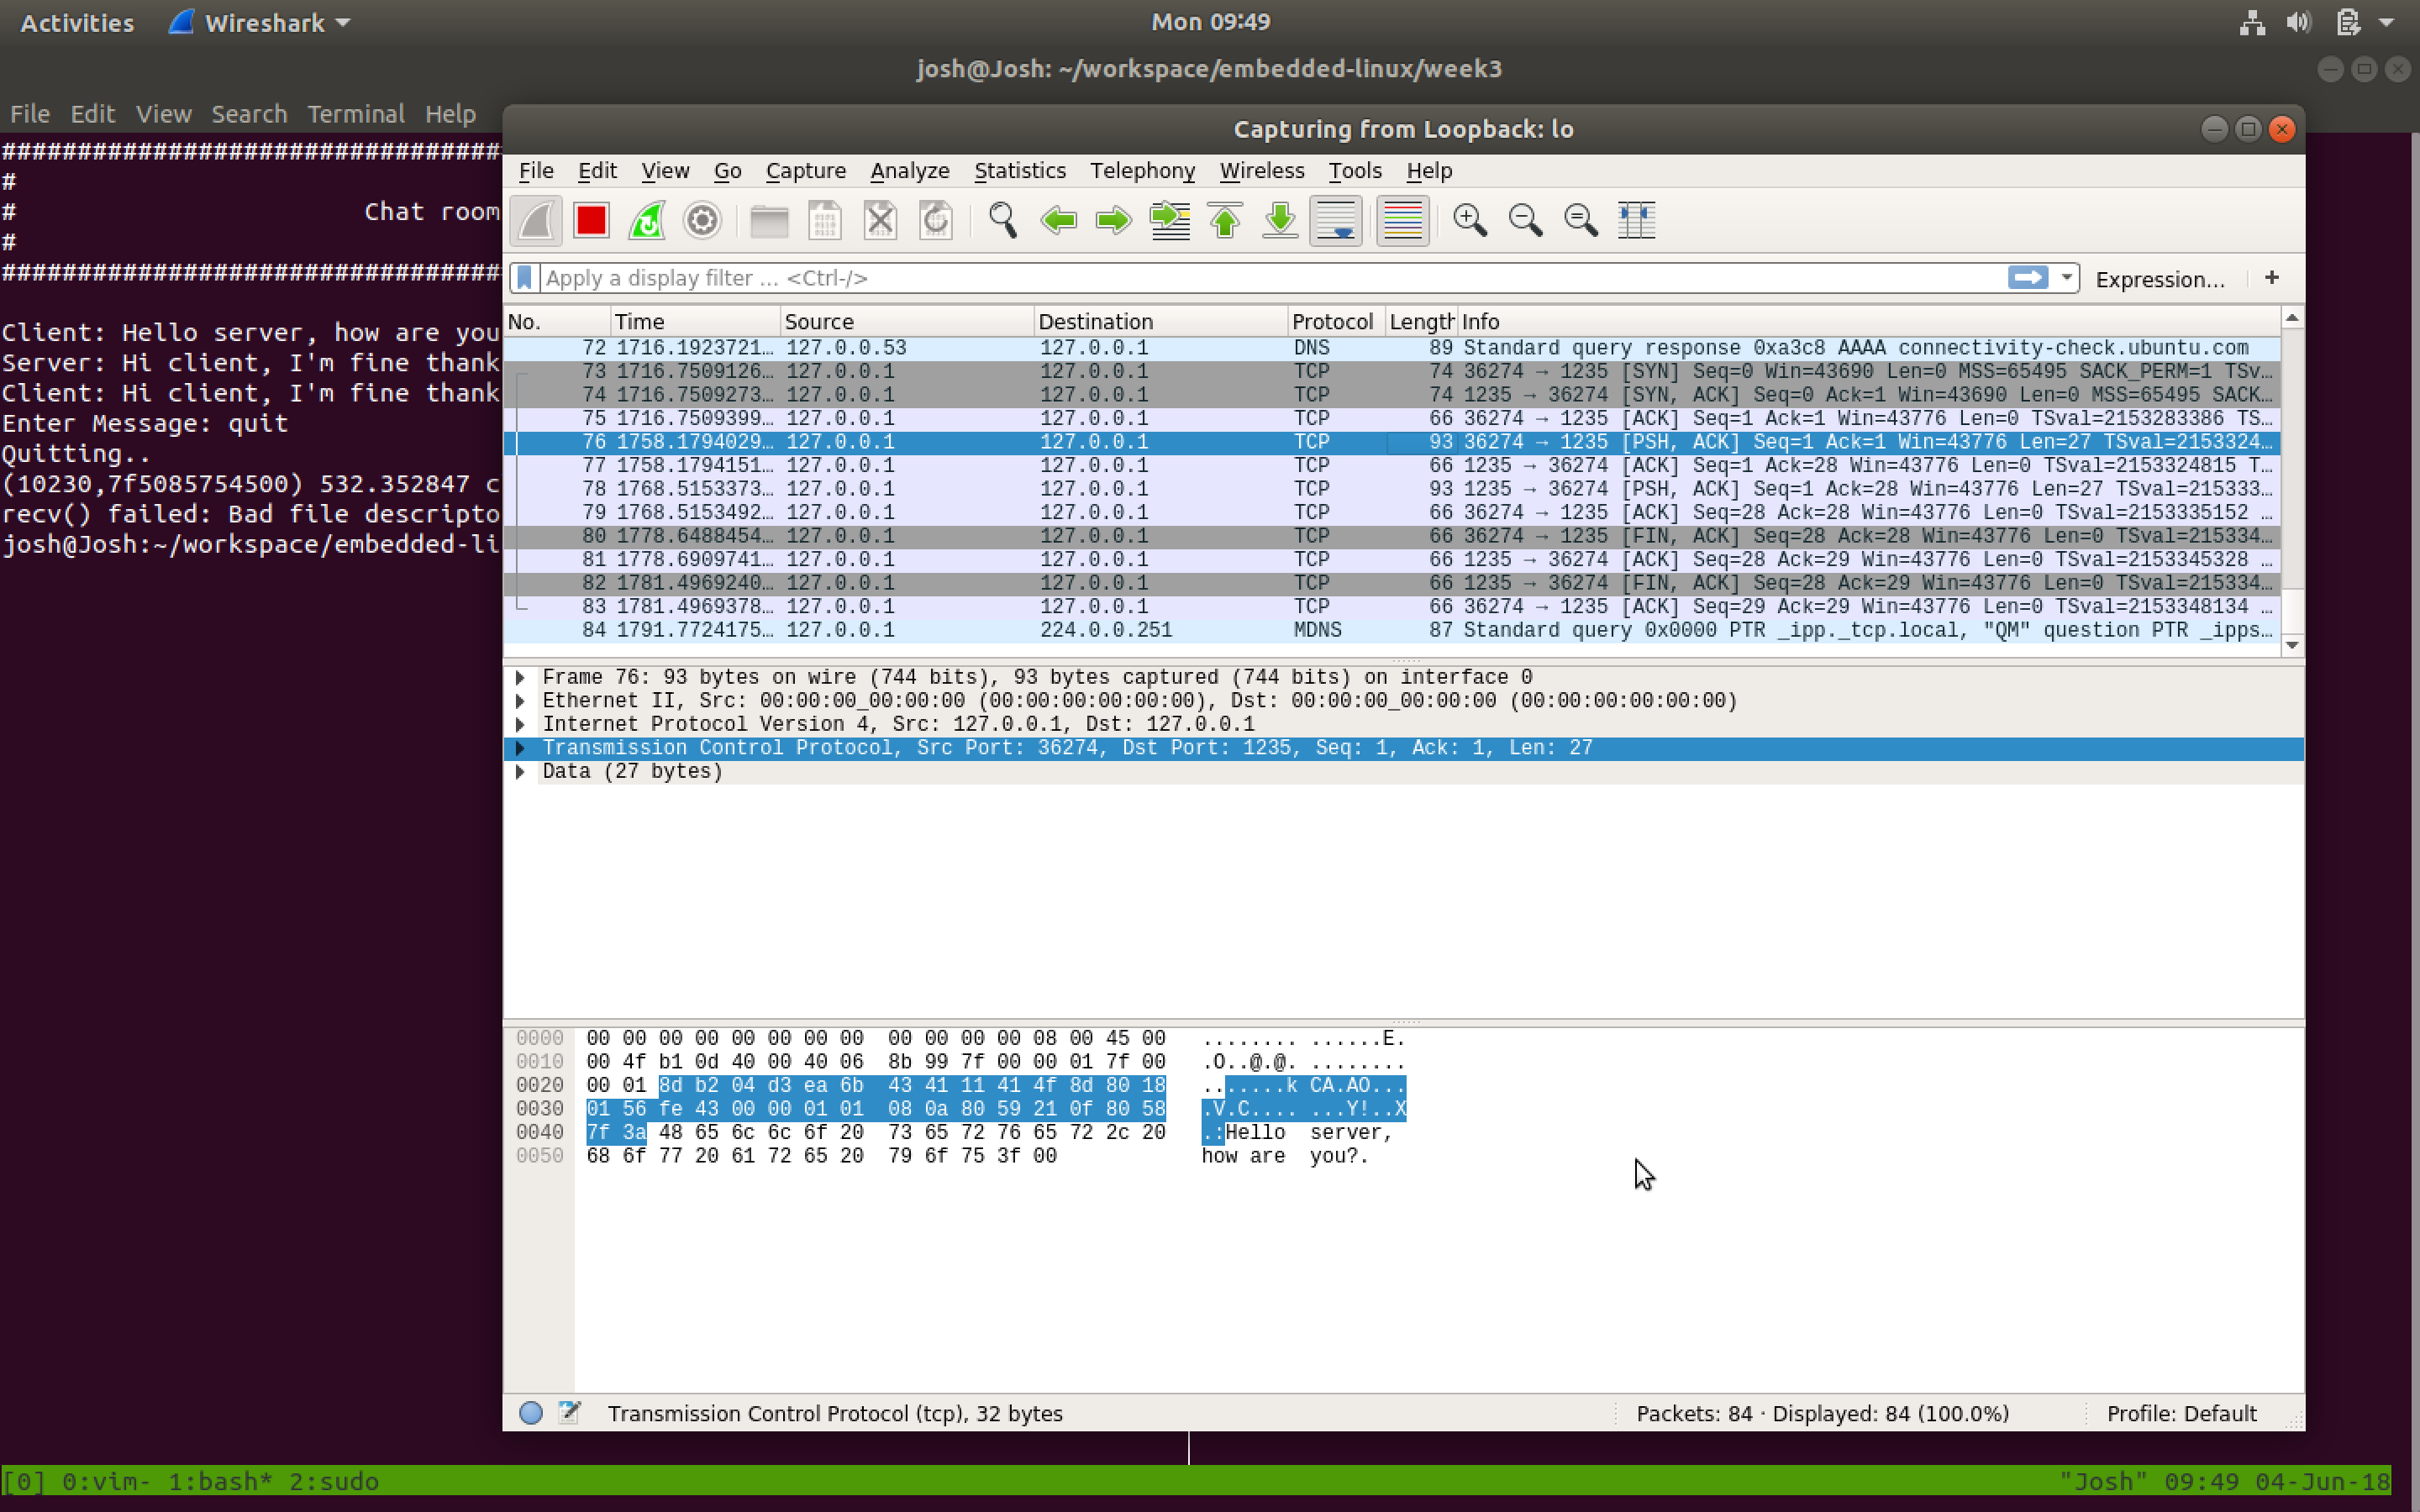 Activities Wireshark Mon 09:49
josh@Josh: ~/workspace/embedded-linux/week3
File Edit View Search Terminal Help
##################################
#
# Chat room
#
##################################
Client: Hello server, how are you
Server: Hi client, I'm fine thank
Client: Hi client, I'm fine thank
Enter Message: quit
Quitting..
(10230,7f5085754500) 532.352847 c
recv() failed: Bad file descripto
josh@Josh:~/workspace/embedded-li
Capturing from Loopback: lo
File Edit View Go Capture Analyze Statistics Telephony Wireless Tools Help
Apply a display filter ... <Ctrl-/> Expression... +
No. Time Source Destination Protocol Length Info
72 1716.1923721… 127.0.0.53 127.0.0.1 DNS 89 Standard query response 0xa3c8 AAAA connectivity-check.ubuntu.com
73 1716.7509126… 127.0.0.1 127.0.0.1 TCP 74 36274 → 1235 [SYN] Seq=0 Win=43690 Len=0 MSS=65495 SACK_PERM=1 TSv…
74 1716.7509273… 127.0.0.1 127.0.0.1 TCP 74 1235 → 36274 [SYN, ACK] Seq=0 Ack=1 Win=43690 Len=0 MSS=65495 SACK…
75 1716.7509399… 127.0.0.1 127.0.0.1 TCP 66 36274 → 1235 [ACK] Seq=1 Ack=1 Win=43776 Len=0 TSval=2153283386 TS…
76 1758.1794029… 127.0.0.1 127.0.0.1 TCP 93 36274 → 1235 [PSH, ACK] Seq=1 Ack=1 Win=43776 Len=27 TSval=2153324…
77 1758.1794151… 127.0.0.1 127.0.0.1 TCP 66 1235 → 36274 [ACK] Seq=1 Ack=28 Win=43776 Len=0 TSval=2153324815 T…
78 1768.5153373… 127.0.0.1 127.0.0.1 TCP 93 1235 → 36274 [PSH, ACK] Seq=1 Ack=28 Win=43776 Len=27 TSval=215333…
79 1768.5153492… 127.0.0.1 127.0.0.1 TCP 66 36274 → 1235 [ACK] Seq=28 Ack=28 Win=43776 Len=0 TSval=2153335152 …
80 1778.6488454… 127.0.0.1 127.0.0.1 TCP 66 36274 → 1235 [FIN, ACK] Seq=28 Ack=28 Win=43776 Len=0 TSval=215334…
81 1778.6909741… 127.0.0.1 127.0.0.1 TCP 66 1235 → 36274 [ACK] Seq=28 Ack=29 Win=43776 Len=0 TSval=2153345328 …
82 1781.4969240… 127.0.0.1 127.0.0.1 TCP 66 1235 → 36274 [FIN, ACK] Seq=28 Ack=29 Win=43776 Len=0 TSval=215334…
83 1781.4969378… 127.0.0.1 127.0.0.1 TCP 66 36274 → 1235 [ACK] Seq=29 Ack=29 Win=43776 Len=0 TSval=2153348134 …
84 1791.7724175… 127.0.0.1 224.0.0.251 MDNS 87 Standard query 0x0000 PTR _ipp._tcp.local, "QM" question PTR _ipps…
Frame 76: 93 bytes on wire (744 bits), 93 bytes captured (744 bits) on interface 0
Ethernet II, Src: 00:00:00_00:00:00 (00:00:00:00:00:00), Dst: 00:00:00_00:00:00 (00:00:00:00:00:00)
Internet Protocol Version 4, Src: 127.0.0.1, Dst: 127.0.0.1
Transmission Control Protocol, Src Port: 36274, Dst Port: 1235, Seq: 1, Ack: 1, Len: 27
Data (27 bytes)
0000 00 00 00 00 00 00 00 00 00 00 00 00 08 00 45 00 ........ ......E.
0010 00 4f b1 0d 40 00 40 06 8b 99 7f 00 00 01 7f 00 .O..@.@. ........
0020 00 01 8d b2 04 d3 ea 6b 43 41 11 41 4f 8d 80 18 .......k CA.AO...
0030 01 56 fe 43 00 00 01 01 08 0a 80 59 21 0f 80 58 .V.C.... ...Y!..X
0040 7f 3a 48 65 6c 6c 6f 20 73 65 72 76 65 72 2c 20 .:Hello server,
0050 68 6f 77 20 61 72 65 20 79 6f 75 3f 00 how are you?.
Transmission Control Protocol (tcp), 32 bytes Packets: 84 · Displayed: 84 (100.0%) Profile: Default
[0] 0:vim- 1:bash* 2:sudo "Josh" 09:49 04-Jun-18